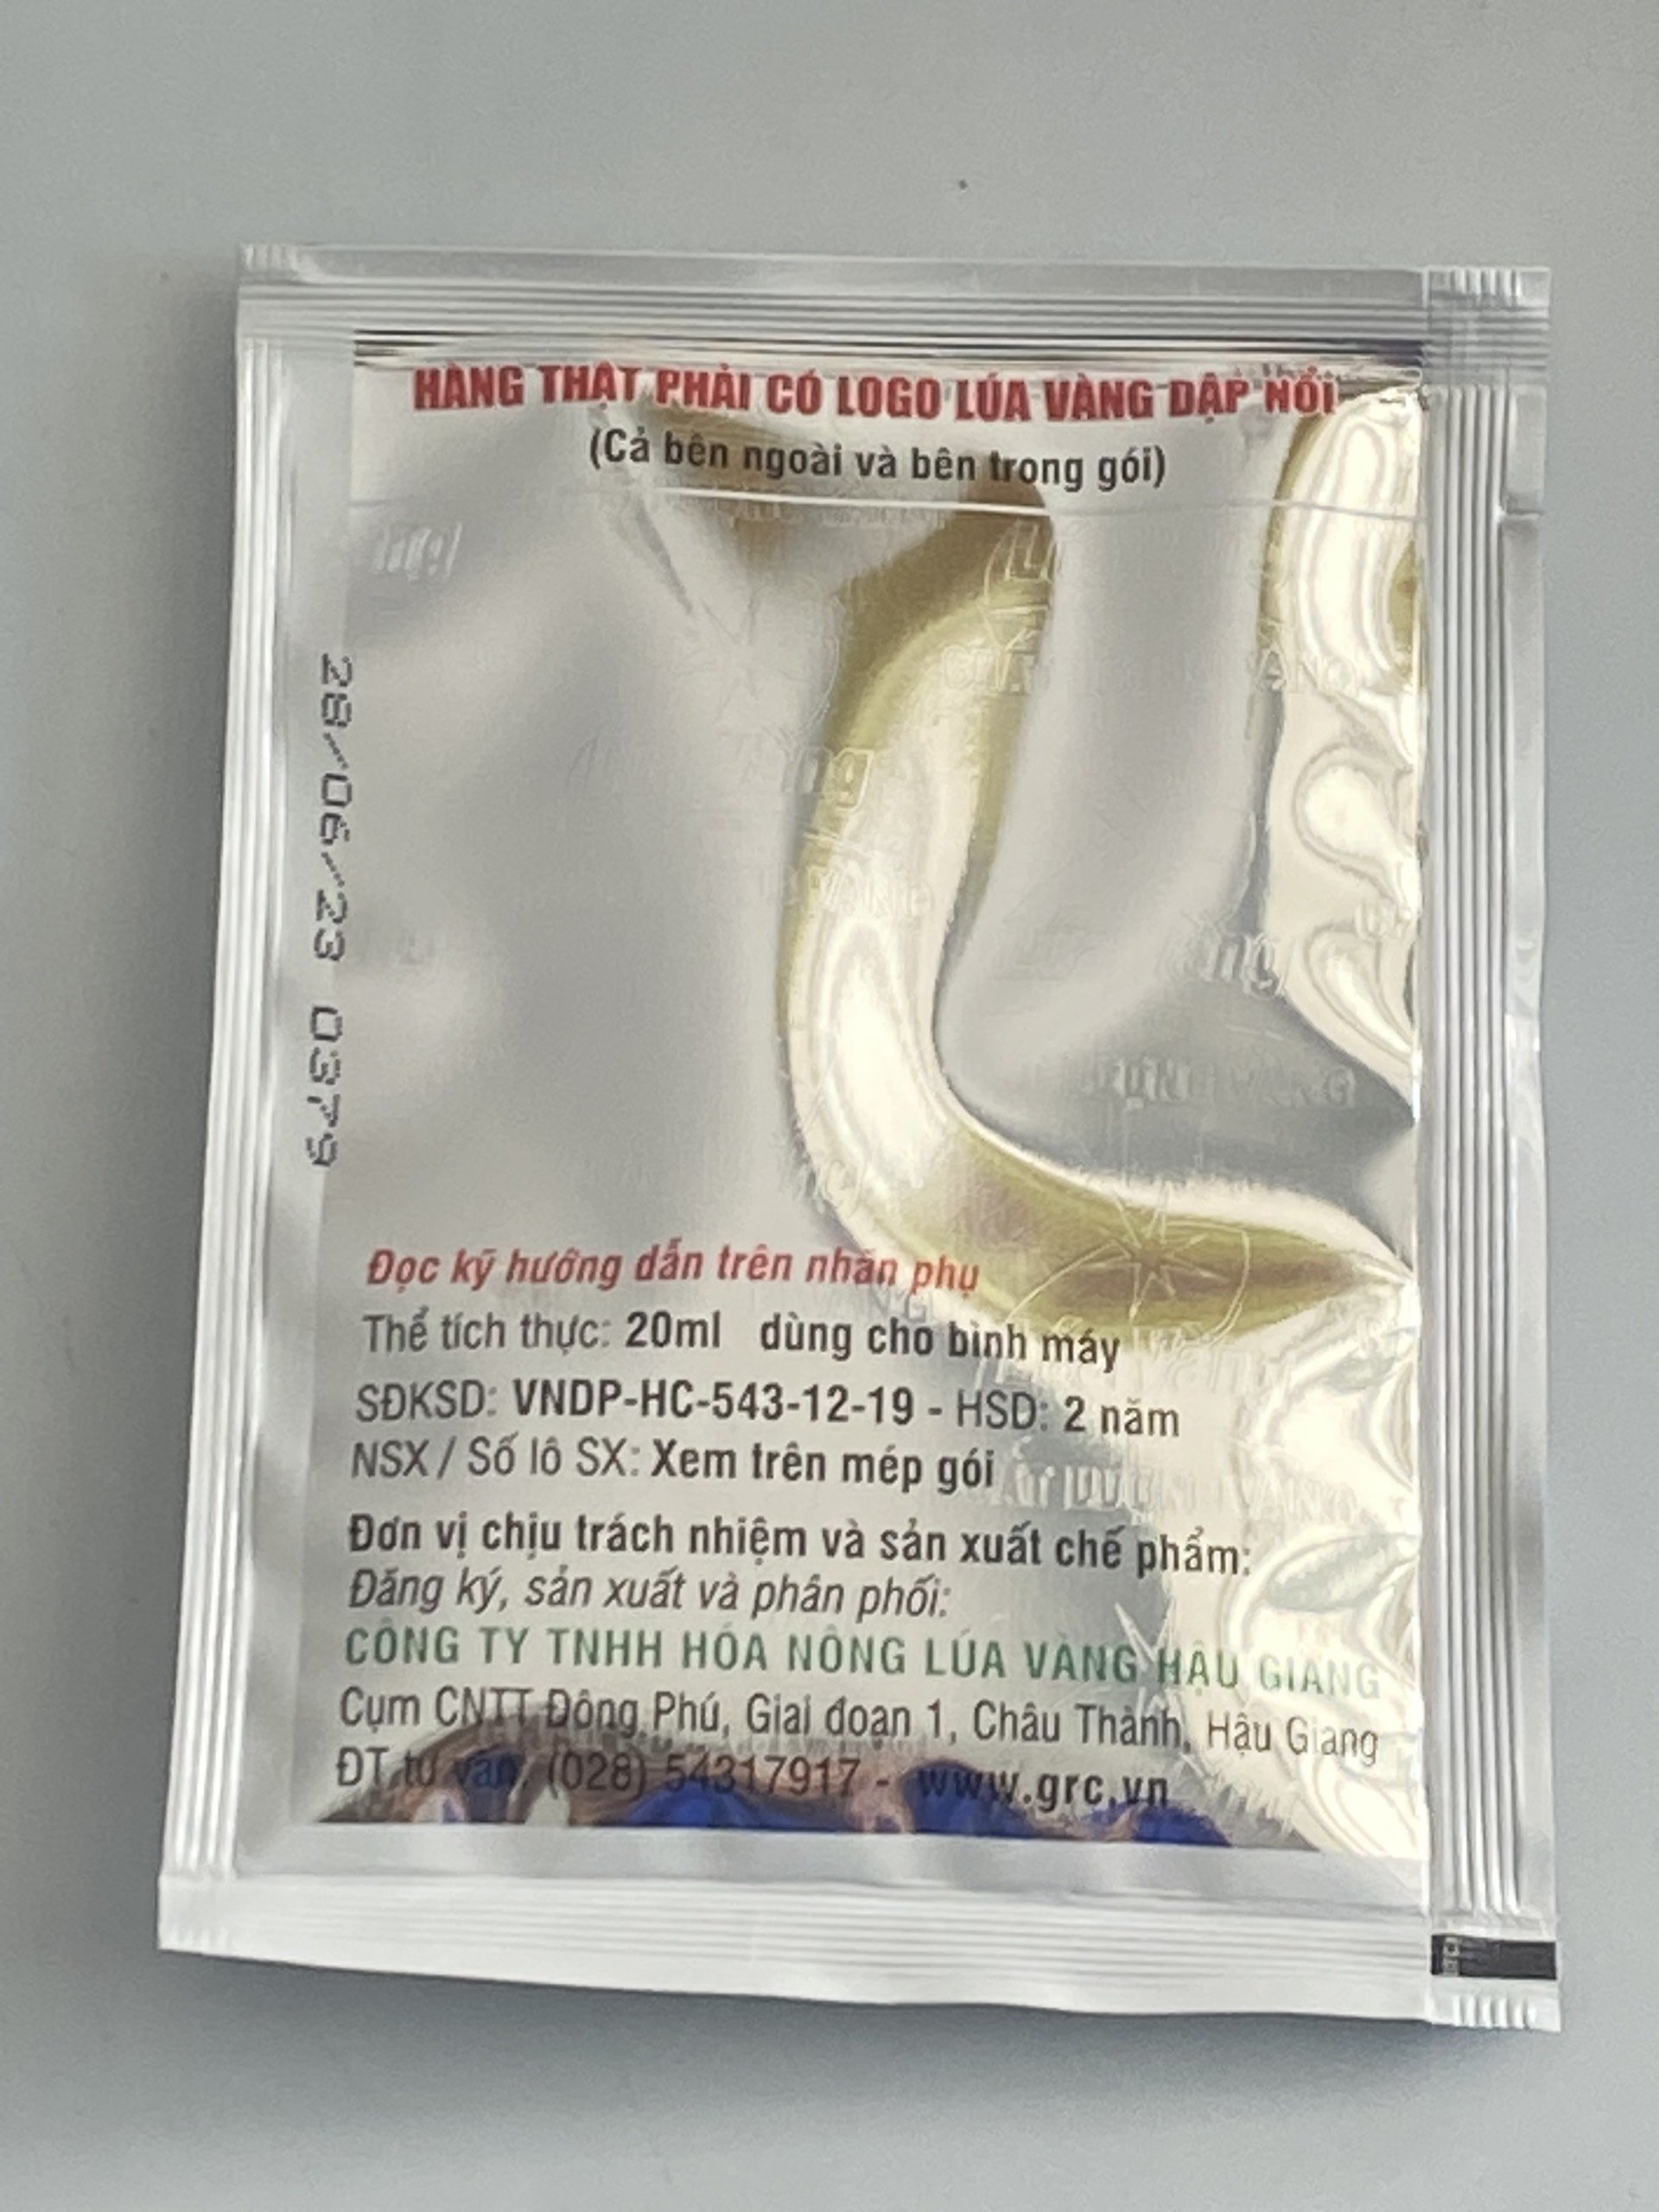 HÀNG THẬT PHẢI CÓ LOGO LÚA VÀNG DẬP NỔI
(Cả bên ngoài và bên trong gói)
28/06/23 0379
Đọc kỹ hướng dẫn trên nhãn phụ
Thể tích thực: 20ml dùng cho bình máy
SĐKSD: VNDP-HC-543-12-19 - HSD: 2 năm
NSX / Số lô SX: Xem trên mép gói
Đơn vị chịu trách nhiệm và sản xuất chế phẩm:
Đăng ký, sản xuất và phân phối:
CÔNG TY TNHH HÓA NÔNG LÚA VÀNG HẬU GIANG
Cụm CNTT Đông Phú, Giai đoạn 1, Châu Thành, Hậu Giang
ĐT tư vấn: (028) 54317917 - www.grc.vn